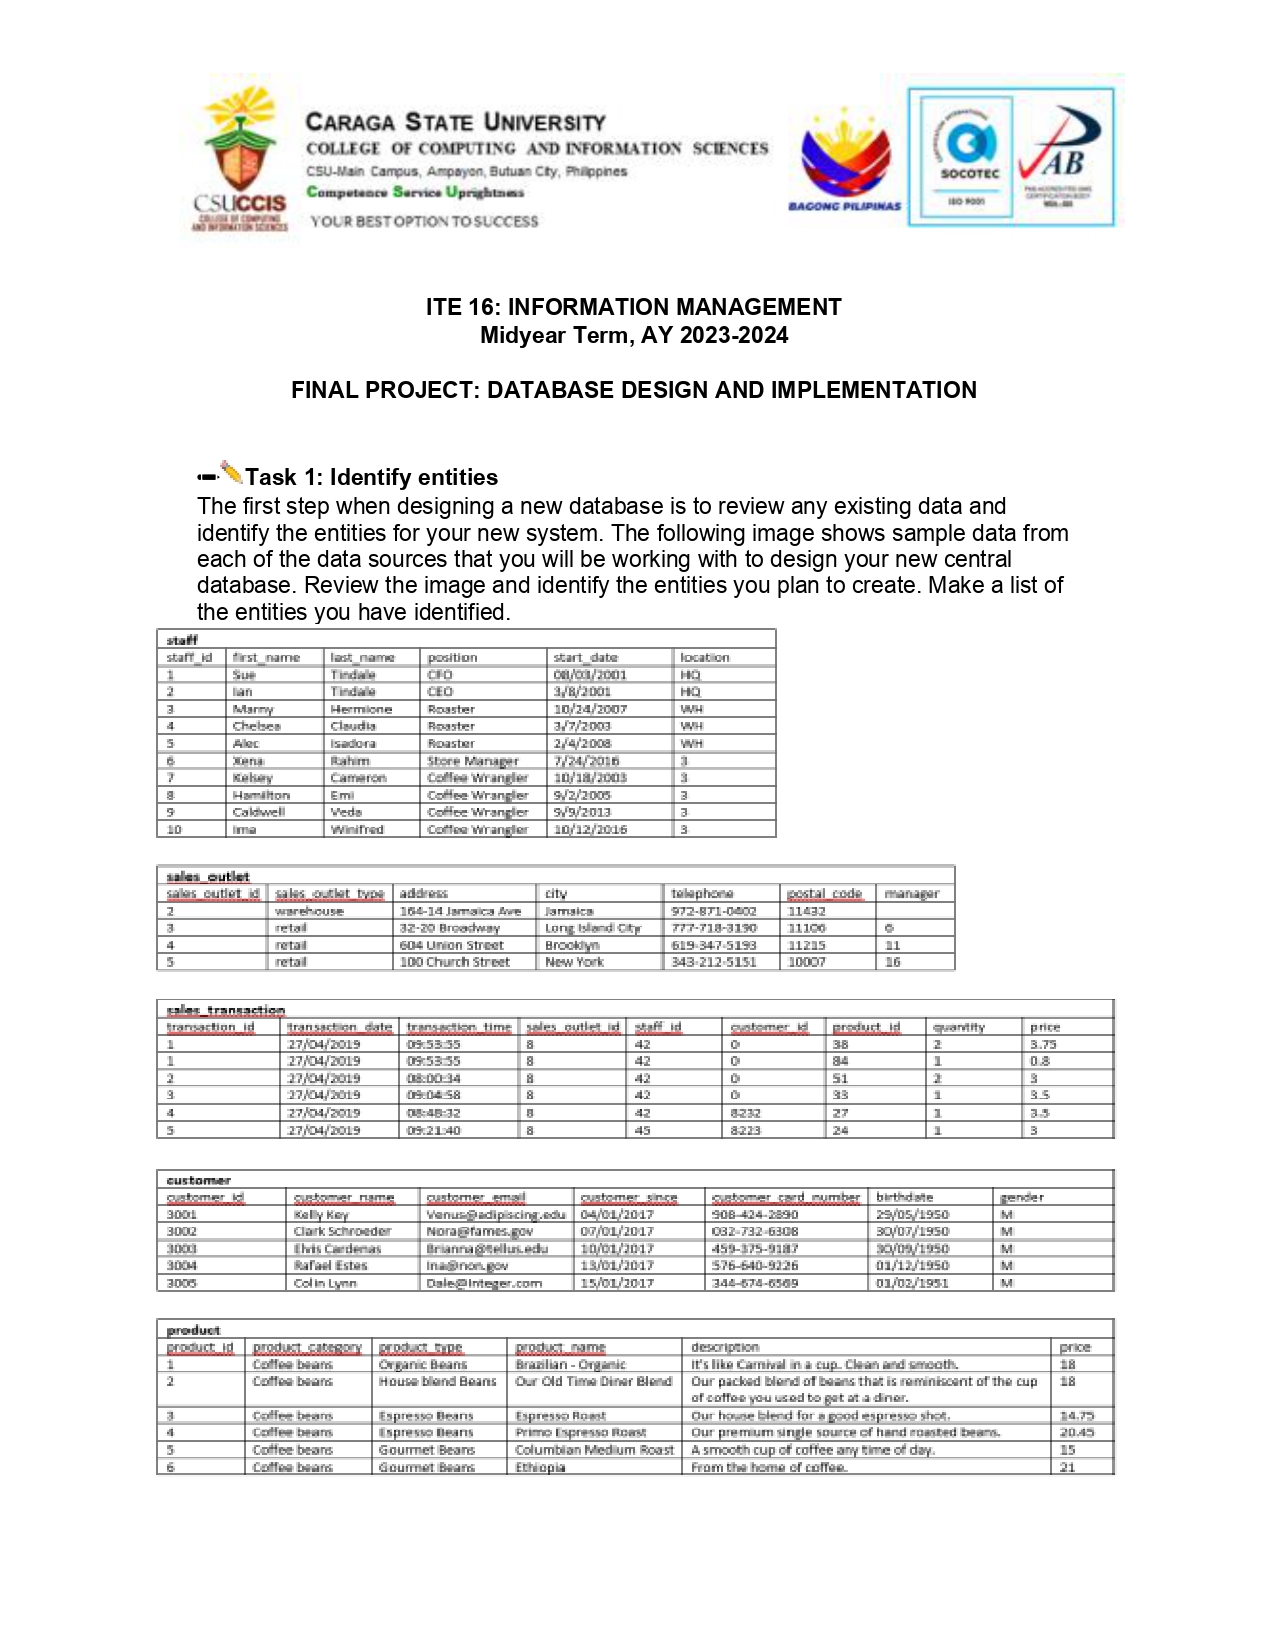 CARAGA STATE UNIVERSITY
COLLEGE OF COMPUTING AND INFORMATION SCIENCES
CSU-Main Campus, Ampayon, Butuan City, Philippines
Competence Service Uprightness
YOUR BEST OPTION TO SUCCESS
CSUCCIS
COLLEGE OF COMPUTING
AND INFORMATION SCIENCES
BAGONG PILIPINAS
SOCOTEC
ISO 9001
PAB
ITE 16: INFORMATION MANAGEMENT
Midyear Term, AY 2023-2024
FINAL PROJECT: DATABASE DESIGN AND IMPLEMENTATION
Task 1: Identify entities
The first step when designing a new database is to review any existing data and
identify the entities for your new system. The following image shows sample data from
each of the data sources that you will be working with to design your new central
database. Review the image and identify the entities you plan to create. Make a list of
the entities you have identified.
staff
staff_id first_name last_name position start_date location
1 Sue Tindale CFO 08/03/2001 HQ
2 Ian Tindale CEO 3/8/2001 HQ
3 Marny Hermione Roaster 10/24/2007 WH
4 Chelsea Claudia Roaster 3/7/2003 WH
5 Alec Isadora Roaster 2/4/2008 WH
6 Xena Rahim Store Manager 7/24/2016 3
7 Kelsey Cameron Coffee Wrangler 10/18/2003 3
8 Hamilton Emi Coffee Wrangler 9/2/2005 3
9 Caldwell Veda Coffee Wrangler 9/9/2013 3
10 Ima Winifred Coffee Wrangler 10/12/2016 3
sales_outlet
sales_outlet_id sales_outlet_type address city telephone postal_code manager
2 warehouse 164-14 Jamaica Ave Jamaica 972-871-0402 11432
3 retail 32-20 Broadway Long Island City 777-718-3190 11106 6
4 retail 604 Union Street Brooklyn 619-347-5193 11215 11
5 retail 100 Church Street New York 343-212-5151 10007 16
sales_transaction
transaction_id transaction_date transaction_time sales_outlet_id staff_id customer_id product_id quantity price
1 27/04/2019 09:53:55 8 42 0 38 2 3.75
1 27/04/2019 09:53:55 8 42 0 84 1 0.8
2 27/04/2019 08:00:34 8 42 0 51 2 3
3 27/04/2019 09:04:58 8 42 0 33 1 3.5
4 27/04/2019 08:48:32 8 42 8232 27 1 3.5
5 27/04/2019 09:21:40 8 45 8223 24 1 3
customer
customer_id customer_name customer_email customer_since customer_card_number birthdate gender
3001 Kelly Key Venus@adipiscing.edu 04/01/2017 908-424-2890 29/05/1950 M
3002 Clark Schroeder Nora@fames.gov 07/01/2017 032-732-6308 30/07/1950 M
3003 Elvis Cardenas Brianna@tellus.edu 10/01/2017 459-375-9187 30/09/1950 M
3004 Rafael Estes Ina@non.gov 13/01/2017 576-640-9226 01/12/1950 M
3005 Colin Lynn Dale@Integer.com 15/01/2017 344-674-6569 01/02/1951 M
product
product_id product_category product_type product_name description price
1 Coffee beans Organic Beans Brazilian - Organic It's like Carnival in a cup. Clean and smooth. 18
2 Coffee beans House blend Beans Our Old Time Diner Blend Our packed blend of beans that is reminiscent of the cup 18
of coffee you used to get at a diner.
3 Coffee beans Espresso Beans Espresso Roast Our house blend for a good espresso shot. 14.75
4 Coffee beans Espresso Beans Primo Espresso Roast Our premium single source of hand roasted beans. 20.45
5 Coffee beans Gourmet Beans Columbian Medium Roast A smooth cup of coffee any time of day. 15
6 Coffee beans Gourmet Beans Ethiopia From the home of coffee. 21